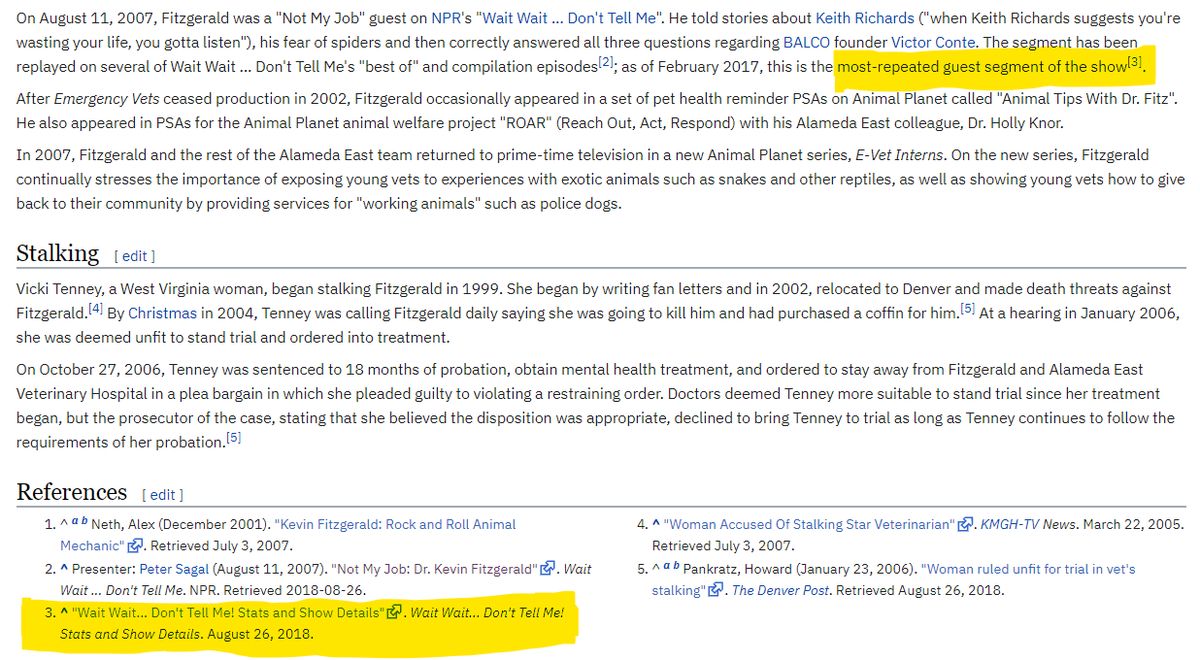 On August 11, 2007, Fitzgerald was a "Not My Job" guest on NPR's "Wait Wait ... Don't Tell Me". He told stories about Keith Richards ("when Keith Richards suggests you're
wasting your life, you gotta listen"), his fear of spiders and then correctly answered all three questions regarding BALCO founder Victor Conte. The segment has been
replayed on several of Wait Wait ... Don't Tell Me's "best of" and compilation episodes[2]; as of February 2017, this is the most-repeated guest segment of the show[3].
After Emergency Vets ceased production in 2002, Fitzgerald occasionally appeared in a set of pet health reminder PSAs on Animal Planet called "Animal Tips With Dr. Fitz".
He also appeared in PSAs for the Animal Planet animal welfare project "ROAR" (Reach Out, Act, Respond) with his Alameda East colleague, Dr. Holly Knor.
In 2007, Fitzgerald and the rest of the Alameda East team returned to prime-time television in a new Animal Planet series, E-Vet Interns. On the new series, Fitzgerald
continually stresses the importance of exposing young vets to experiences with exotic animals such as snakes and other reptiles, as well as showing young vets how to give
back to their community by providing services for "working animals" such as police dogs.
Stalking [ edit ]
Vicki Tenney, a West Virginia woman, began stalking Fitzgerald in 1999. She began by writing fan letters and in 2002, relocated to Denver and made death threats against
Fitzgerald.[4] By Christmas in 2004, Tenney was calling Fitzgerald daily saying she was going to kill him and had purchased a coffin for him.[5] At a hearing in January 2006,
she was deemed unfit to stand trial and ordered into treatment.
On October 27, 2006, Tenney was sentenced to 18 months of probation, obtain mental health treatment, and ordered to stay away from Fitzgerald and Alameda East
Veterinary Hospital in a plea bargain in which she pleaded guilty to violating a restraining order. Doctors deemed Tenney more suitable to stand trial since her treatment
began, but the prosecutor of the case, stating that she believed the disposition was appropriate, declined to bring Tenney to trial as long as Tenney continues to follow the
requirements of her probation.[5]
References [ edit ]
1. ^ a b Neth, Alex (December 2001). "Kevin Fitzgerald: Rock and Roll Animal
Mechanic". Retrieved July 3, 2007.
2. ^ Presenter: Peter Sagal (August 11, 2007). "Not My Job: Dr. Kevin Fitzgerald". Wait
Wait ... Don't Tell Me. NPR. Retrieved 2018-08-26.
3. ^ "Wait Wait... Don't Tell Me! Stats and Show Details". Wait Wait... Don't Tell Me!
Stats and Show Details. August 26, 2018.
4. ^ "Woman Accused Of Stalking Star Veterinarian". KMGH-TV News. March 22, 2005.
Retrieved July 3, 2007.
5. ^ a b Pankratz, Howard (January 23, 2006). "Woman ruled unfit for trial in vet's
stalking". The Denver Post. Retrieved August 26, 2018.